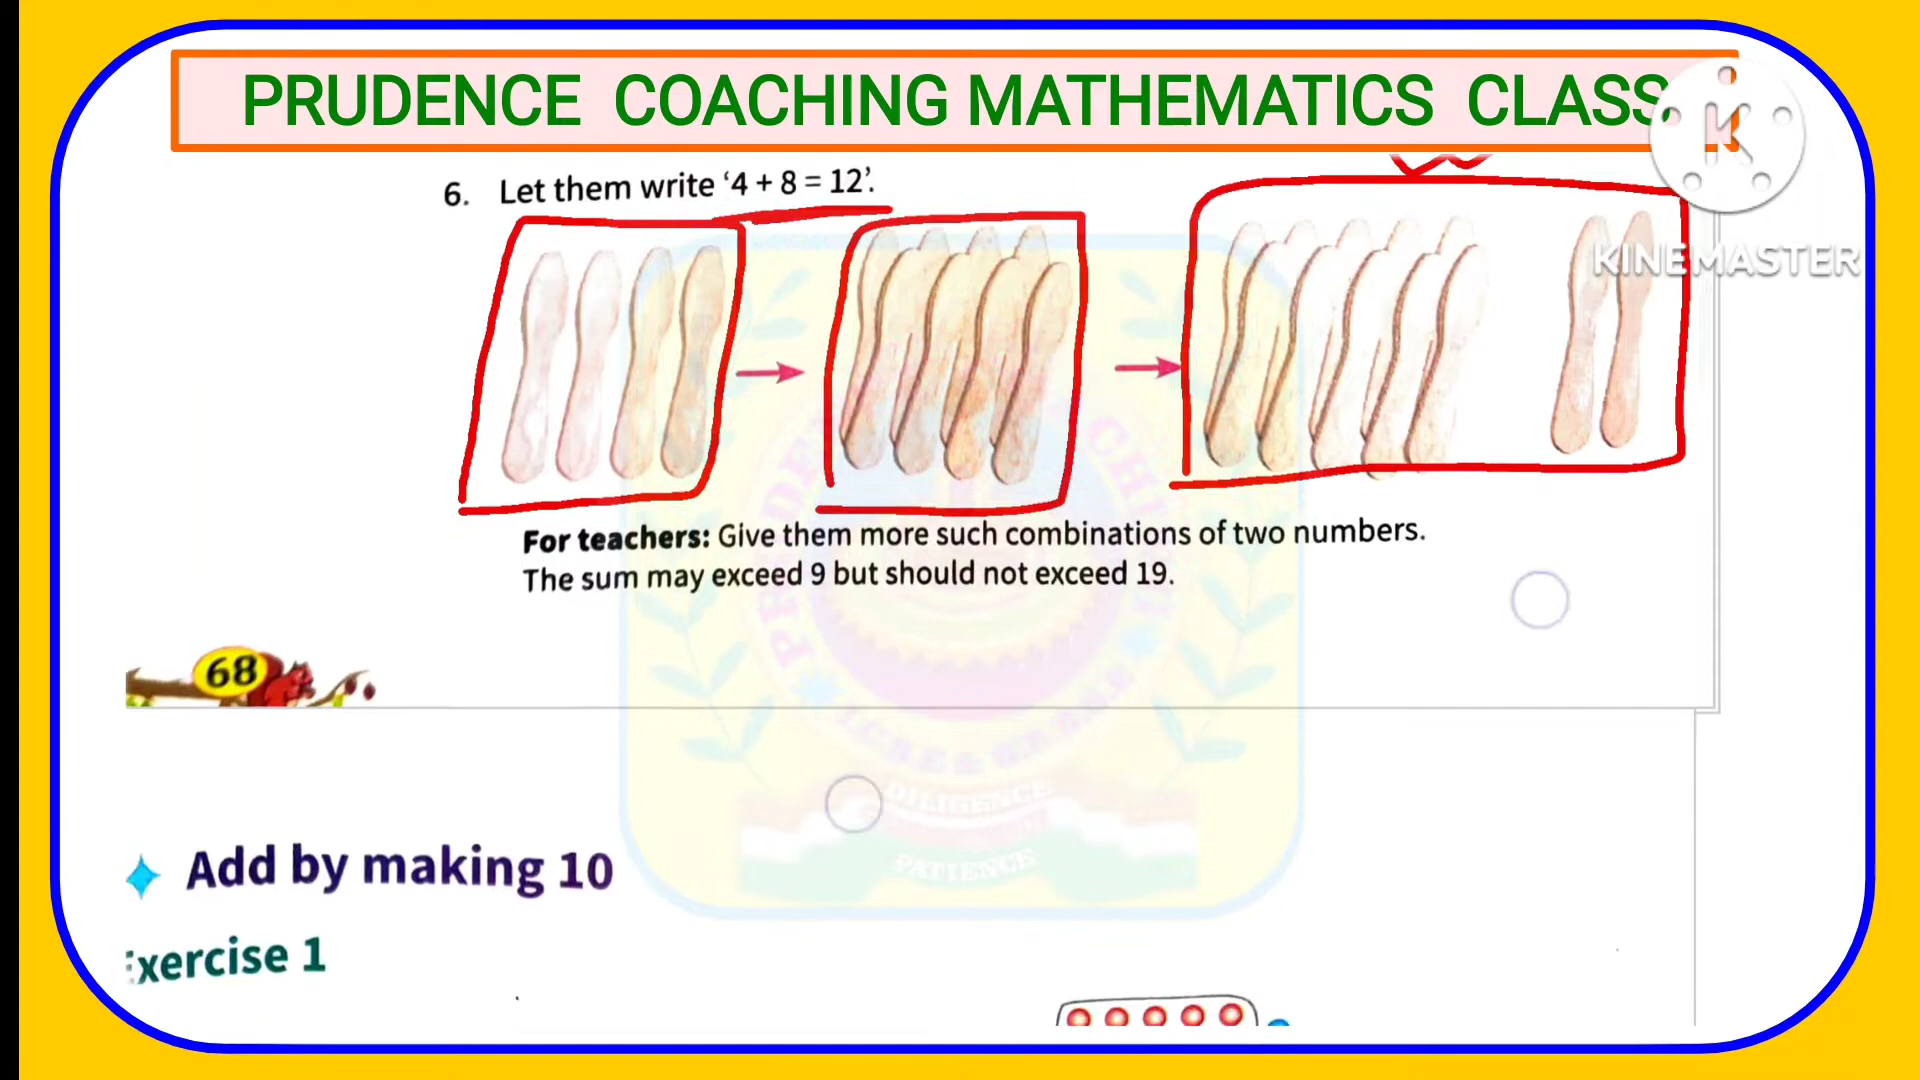 PRUDENCE COACHING MATHEMATICS CLASS
K
KINEMASTER
6. Let them write ‘4 + 8 = 12’.
For teachers: Give them more such combinations of two numbers.
The sum may exceed 9 but should not exceed 19.
68
DILIGENCE
PATIENCE
Add by making 10
xercise 1